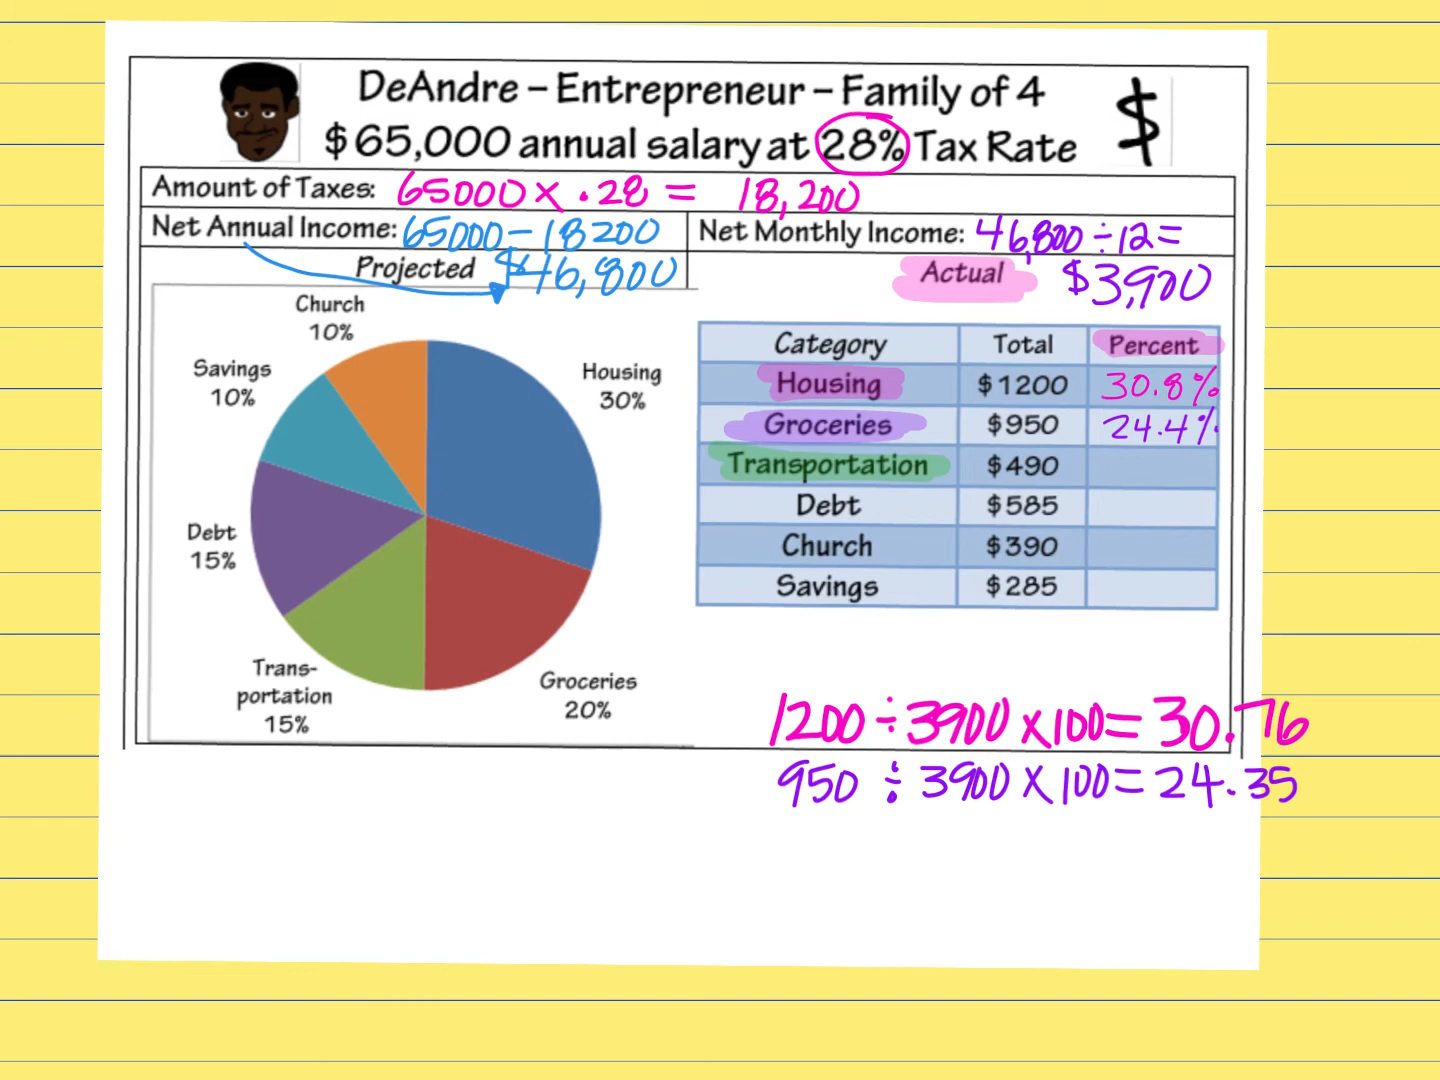 DeAndre – Entrepreneur – Family of 4
$65,000 annual salary at 28% Tax Rate
$
Amount of Taxes: 65000 x .28 = 18,200
Net Annual Income: 65000 - 18200
Net Monthly Income: 46,800 ÷ 12 =
Projected $46,800
Actual $3,900
Church
10%
Savings
10%
Housing
30%
Debt
15%
Trans-
portation
15%
Groceries
20%
Category Total Percent
Housing $1200 30.8%
Groceries $950 24.4%
Transportation $490
Debt $585
Church $390
Savings $285
1200 ÷ 3900 x 100 = 30.76
950 ÷ 3900 x 100 = 24.35